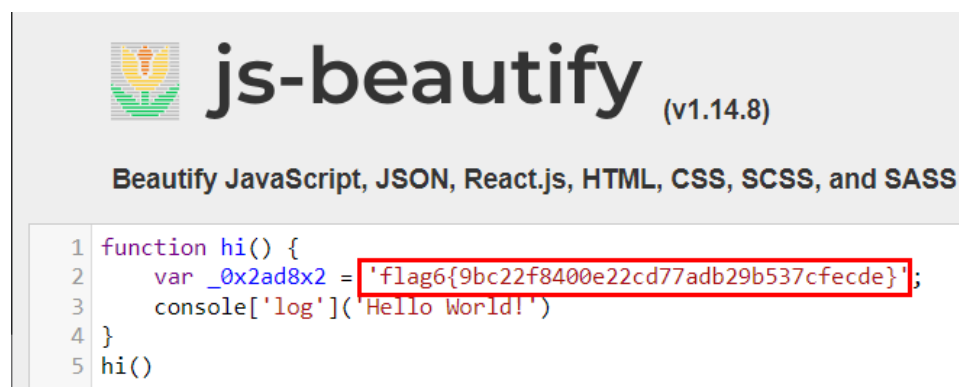 js-beautify (v1.14.8)
Beautify JavaScript, JSON, React.js, HTML, CSS, SCSS, and SASS
1 function hi() {
2     var _0x2ad8x2 = 'flag6{9bc22f8400e22cd77adb29b537cfecde}';
3     console['log']('Hello World!')
4 }
5 hi()